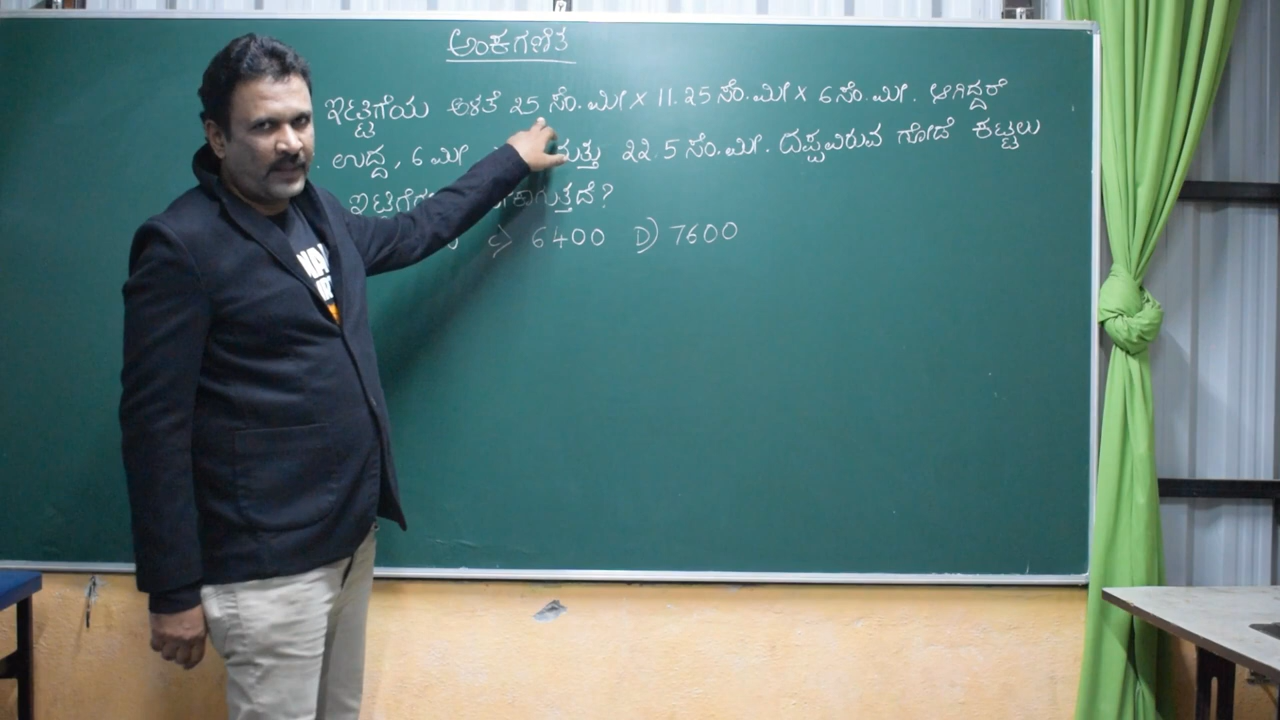 ಅಂಕಗಣಿತ
ಇಟ್ಟಿಗೆಯ ಅಳತೆ 25 ಸೆಂ.ಮೀ x 11.25 ಸೆಂ.ಮೀ x 6 ಸೆಂ.ಮೀ. ಆಗಿದ್ದರೆ
ಉದ್ದ, 6 ಮೀ ಮತ್ತು 22.5 ಸೆಂ.ಮೀ. ದಪ್ಪವಿರುವ ಗೋಡೆ ಕಟ್ಟಲು
ಬೇಕಾಗುತ್ತದೆ?
C) 6400 D) 7600